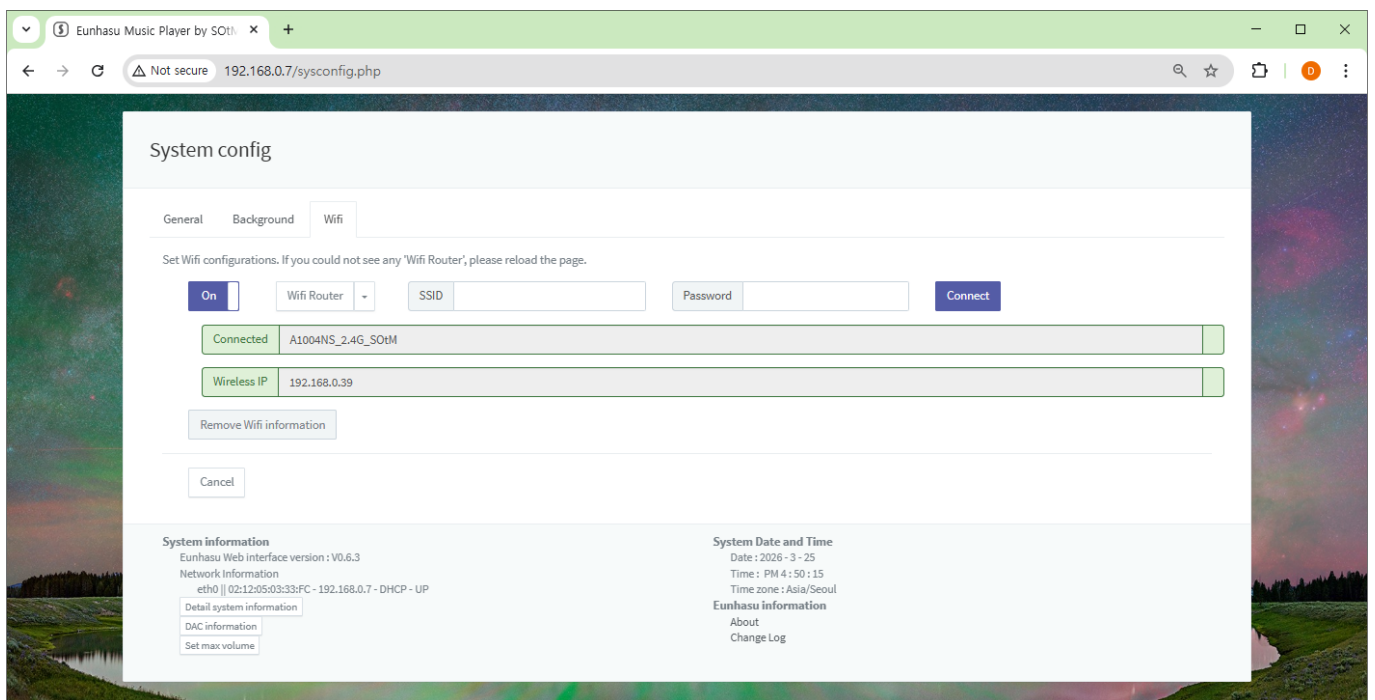 Eunhasu Music Player by SOtM
Not secure 192.168.0.7/sysconfig.php
D
System config
General Background Wifi
Set Wifi configurations. If you could not see any 'Wifi Router', please reload the page.
On Wifi Router SSID Password Connect
Connected A1004NS_2.4G_SOtM
Wireless IP 192.168.0.39
Remove Wifi information
Cancel
System information
Eunhasu Web interface version : V0.6.3
Network Information
eth0 || 02:12:05:03:33:FC - 192.168.0.7 - DHCP - UP
Detail system information
DAC information
Set max volume
System Date and Time
Date : 2026 - 3 - 25
Time : PM 4 : 50 : 15
Time zone : Asia/Seoul
Eunhasu information
About
Change Log